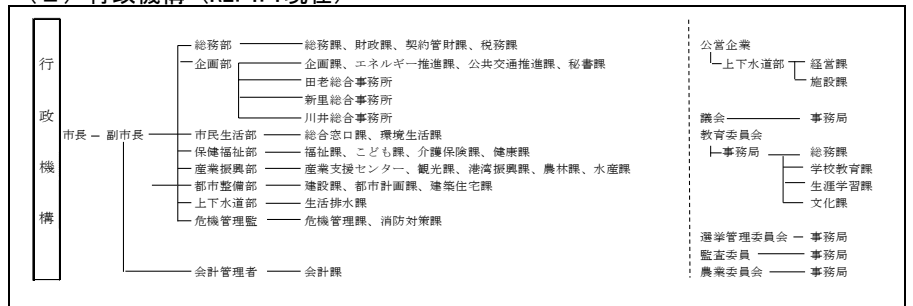 行政機構
市長 － 副市長
総務部 総務課、財政課、契約管財課、税務課
企画部 企画課、エネルギー推進課、公共交通推進課、秘書課
田老総合事務所
新里総合事務所
川井総合事務所
市民生活部 総合窓口課、環境生活課
保健福祉部 福祉課、こども課、介護保険課、健康課
産業振興部 産業支援センター、観光課、港湾振興課、農林課、水産課
都市整備部 建設課、都市計画課、建築住宅課
上下水道部 生活排水課
危機管理監 危機管理課、消防対策課
会計管理者 会計課
公営企業
上下水道部 経営課
施設課
議会 事務局
教育委員会
事務局 総務課
学校教育課
生涯学習課
文化課
選挙管理委員会 － 事務局
監査委員 事務局
農業委員会 事務局